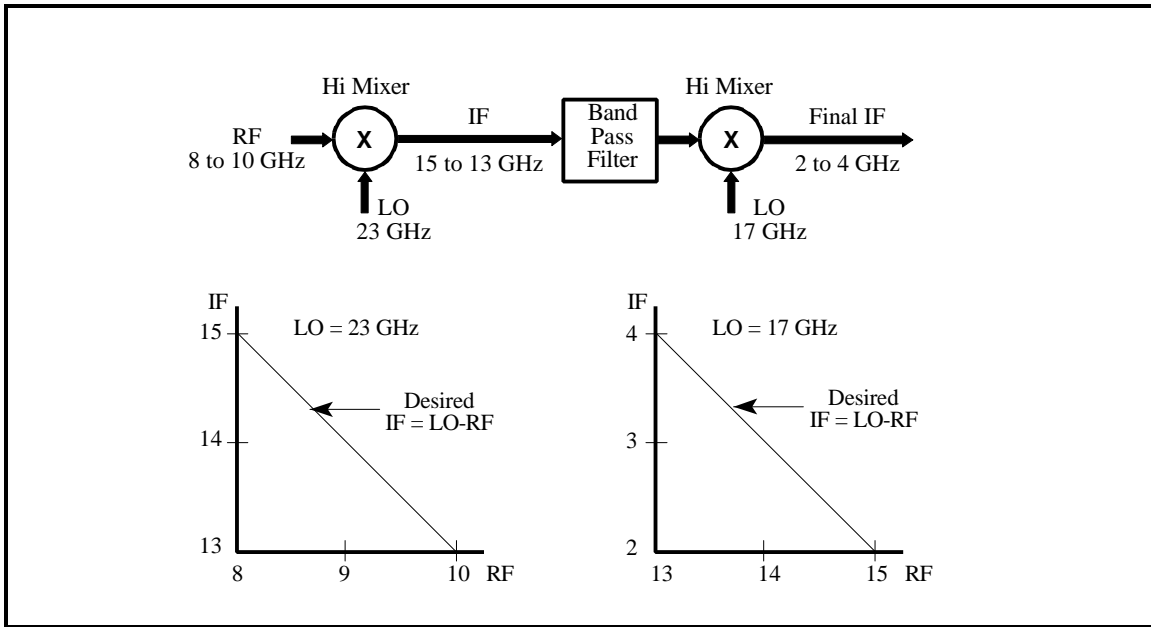 Hi Mixer
Hi Mixer
X
X
RF
8 to 10 GHz
IF
15 to 13 GHz
Band
Pass
Filter
Final IF
2 to 4 GHz
LO
23 GHz
LO
17 GHz
IF
LO = 23 GHz
15
14
13
Desired
IF = LO-RF
8
9
10
RF
IF
LO = 17 GHz
4
3
2
Desired
IF = LO-RF
13
14
15
RF